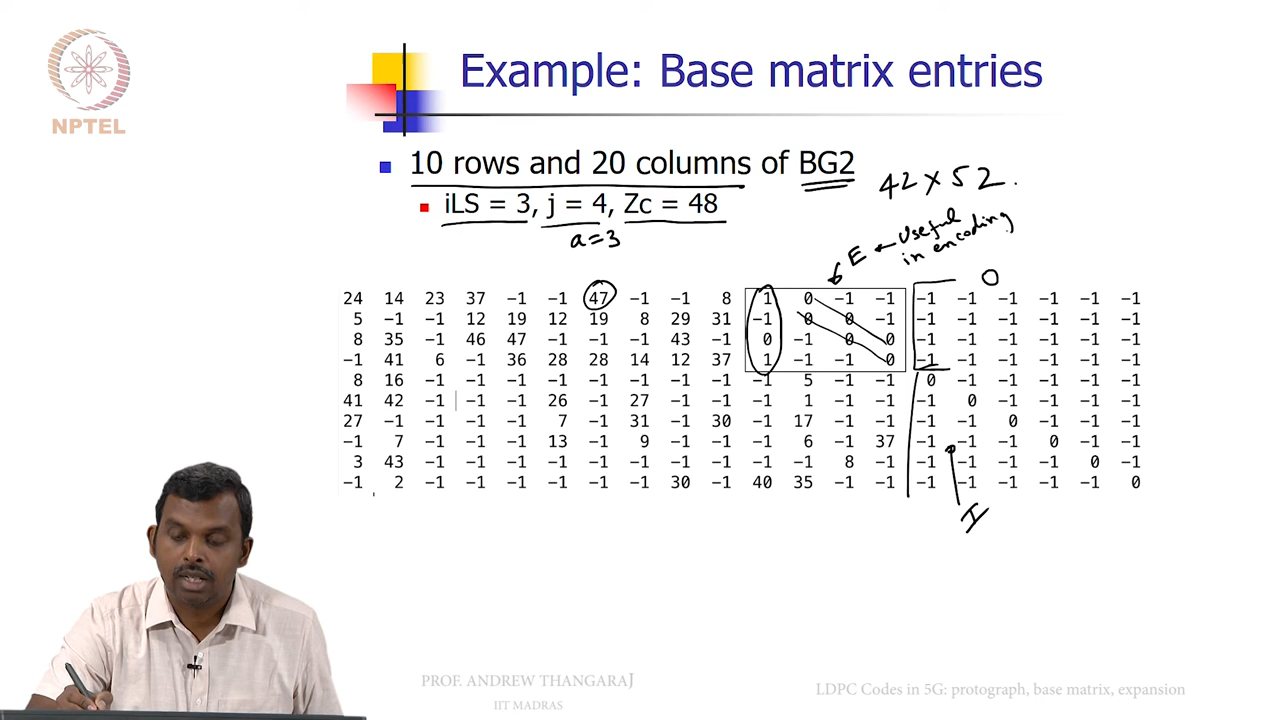 Example: Base matrix entries
NPTEL
10 rows and 20 columns of BG2
42 X 52.
iLS = 3, j = 4, Zc = 48
a=3
E ← Useful in encoding
O
24 14 23 37 -1 -1 47 -1 -1 8 1 0 -1 -1 -1 -1 -1 -1 -1 -1
5 -1 -1 12 19 12 19 8 29 31 -1 0 0 -1 -1 -1 -1 -1 -1 -1
8 35 -1 46 47 -1 -1 -1 43 -1 0 -1 0 0 -1 -1 -1 -1 -1 -1
-1 41 6 -1 36 28 28 14 12 37 1 -1 -1 0 -1 -1 -1 -1 -1 -1
8 16 -1 -1 -1 -1 -1 -1 -1 -1 -1 5 -1 -1 0 -1 -1 -1 -1 -1
41 42 -1 -1 -1 26 -1 27 -1 -1 -1 1 -1 -1 -1 0 -1 -1 -1 -1
27 -1 -1 -1 -1 7 -1 31 -1 30 -1 17 -1 -1 -1 -1 0 -1 -1 -1
-1 7 -1 -1 -1 13 -1 9 -1 -1 -1 6 -1 37 -1 -1 -1 0 -1 -1
3 43 -1 -1 -1 -1 -1 -1 -1 -1 -1 -1 8 -1 -1 -1 -1 -1 0 -1
-1 2 -1 -1 -1 -1 -1 -1 30 -1 40 35 -1 -1 -1 -1 -1 -1 -1 0
I
PROF. ANDREW THANGARAJ
IIT MADRAS
LDPC Codes in 5G: protograph, base matrix, expansion